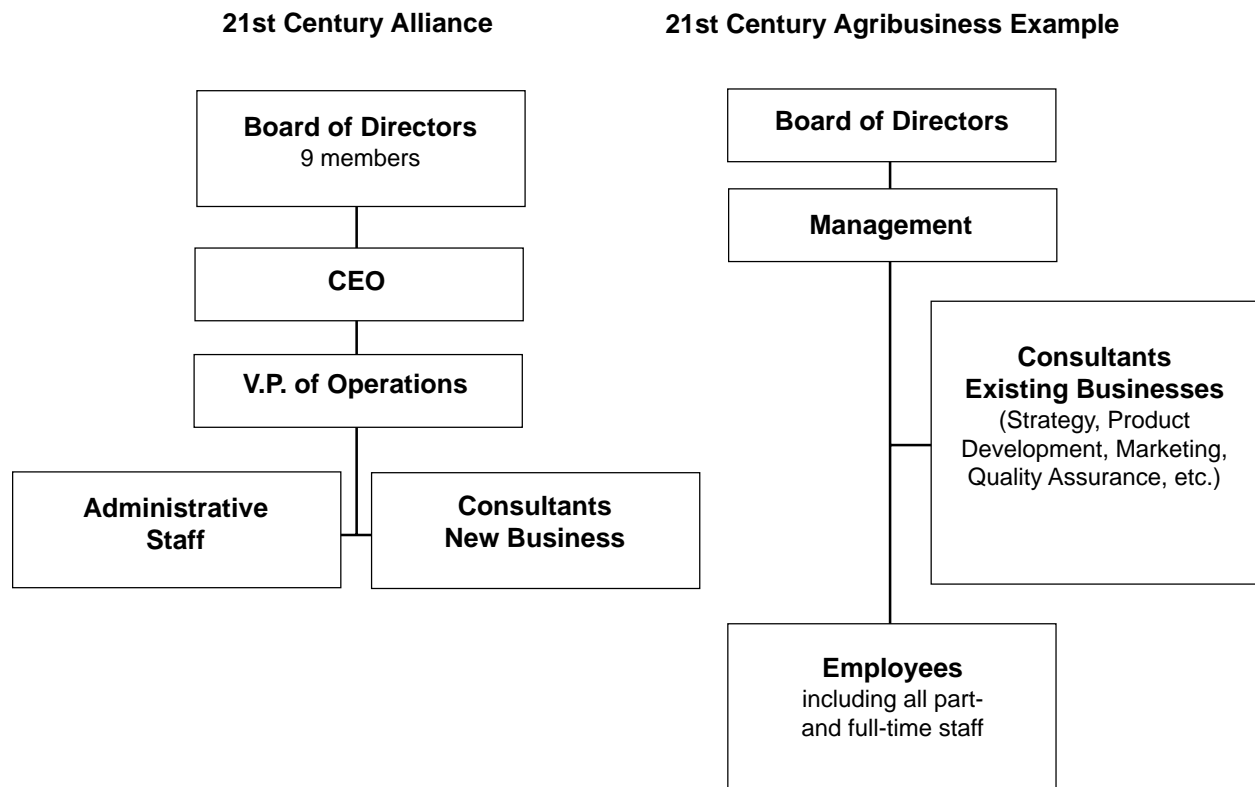 21st Century Alliance
Board of Directors
9 members
CEO
V.P. of Operations
Administrative
Staff
Consultants
New Business
21st Century Agribusiness Example
Board of Directors
Management
Consultants
Existing Businesses
(Strategy, Product
Development, Marketing,
Quality Assurance, etc.)
Employees
including all part-
and full-time staff